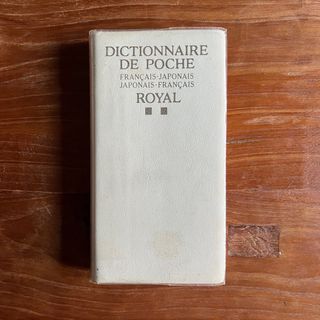 DICTIONNAIRE
DE POCHE
FRANÇAIS-JAPONAIS
JAPONAIS-FRANÇAIS
ROYAL